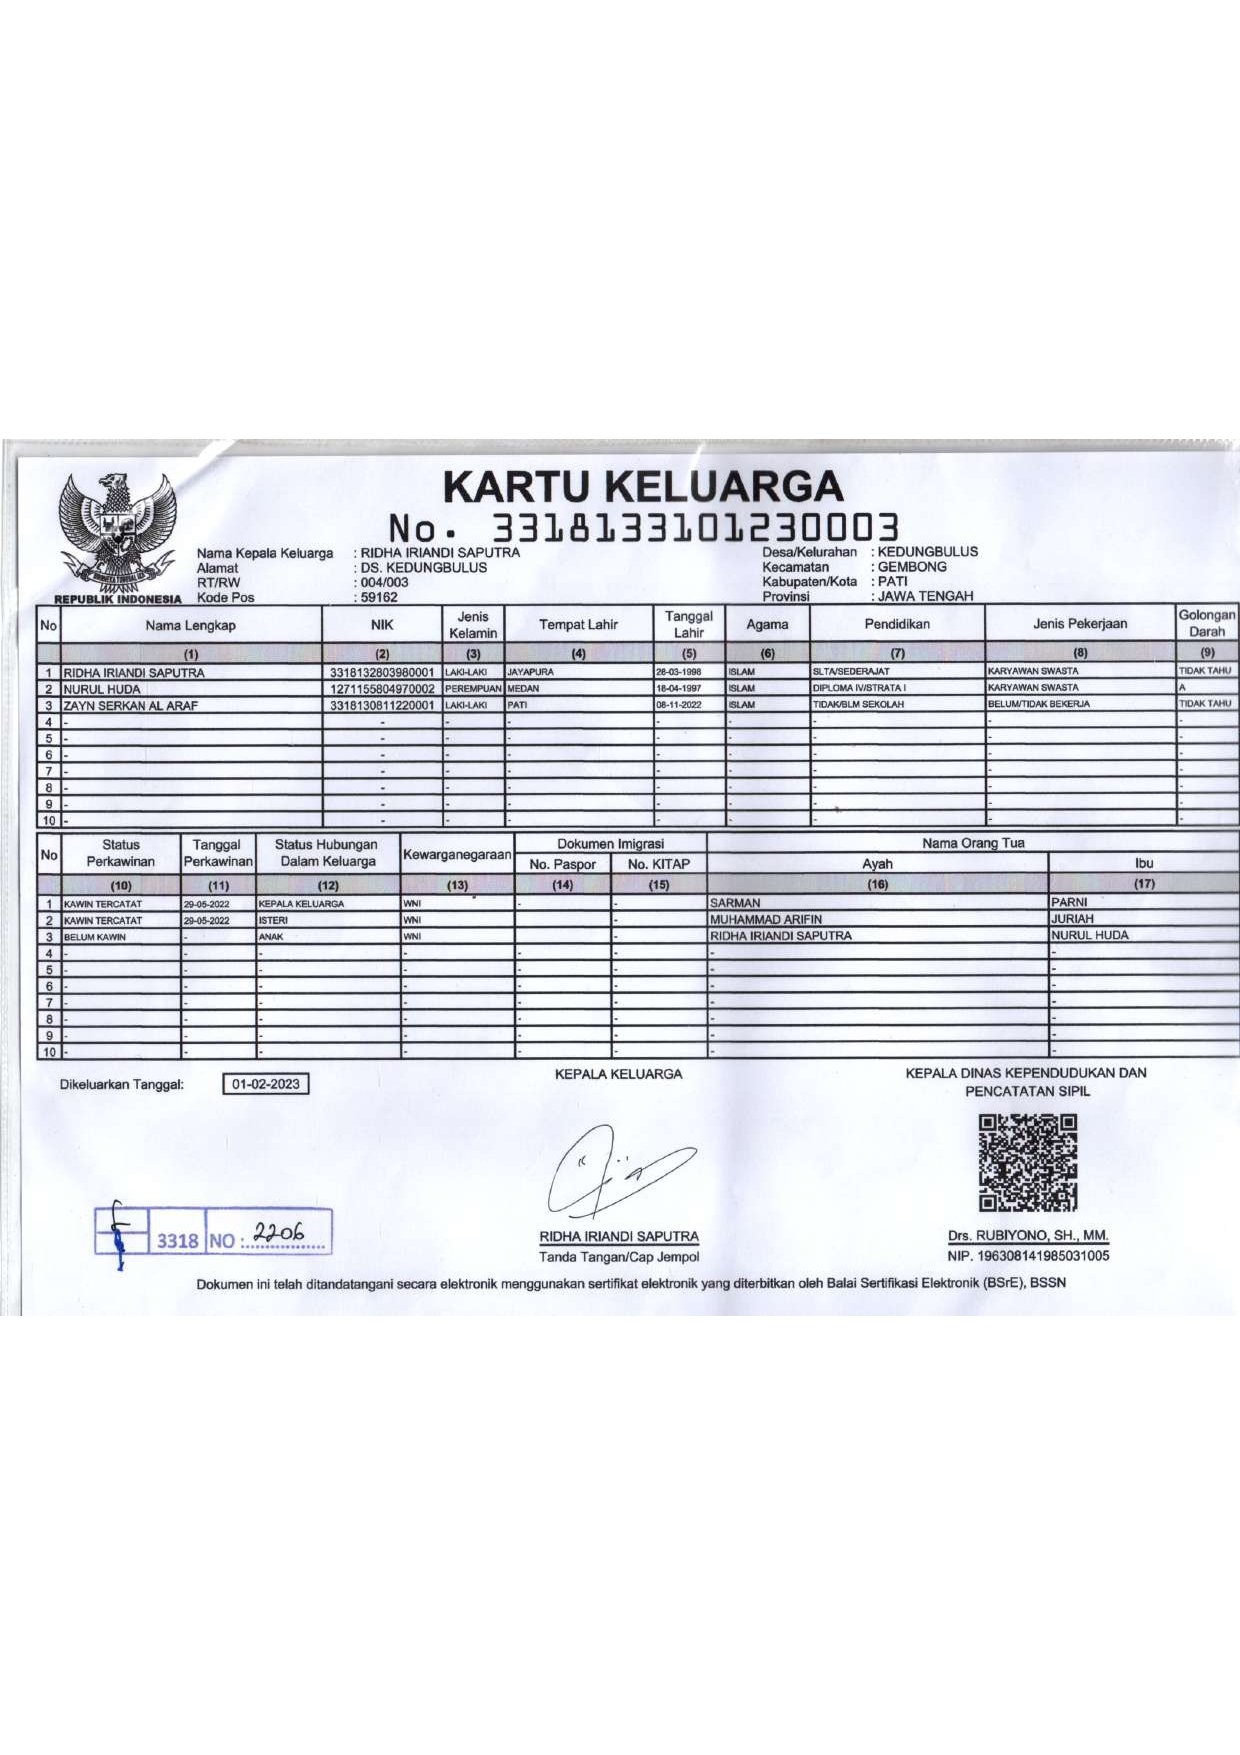 KARTU KELUARGA
No. 3318133101230003
Nama Kepala Keluarga : RIDHA IRIANDI SAPUTRA Desa/Kelurahan : KEDUNGBULUS
Alamat : DS. KEDUNGBULUS Kecamatan : GEMBONG
RT/RW : 004/003 Kabupaten/Kota : PATI
REPUBLIK INDONESIA Kode Pos : 59162 Provinsi : JAWA TENGAH
No Nama Lengkap NIK Jenis Kelamin Tempat Lahir Tanggal Lahir Agama Pendidikan Jenis Pekerjaan Golongan Darah
(1) (2) (3) (4) (5) (6) (7) (8) (9)
1 RIDHA IRIANDI SAPUTRA 3318132803980001 LAKI-LAKI JAYAPURA 28-03-1998 ISLAM SLTA/SEDERAJAT KARYAWAN SWASTA TIDAK TAHU
2 NURUL HUDA 1271155804970002 PEREMPUAN MEDAN 18-04-1997 ISLAM DIPLOMA IV/STRATA I KARYAWAN SWASTA A
3 ZAYN SERKAN AL ARAF 3318130811220001 LAKI-LAKI PATI 08-11-2022 ISLAM TIDAK/BLM SEKOLAH BELUM/TIDAK BEKERJA TIDAK TAHU
4 - - - - - - - - -
5 - - - - - - - - -
6 - - - - - - - - -
7 - - - - - - - - -
8 - - - - - - - - -
9 - - - - - - - - -
10 - - - - - - - - -
No Status Perkawinan Tanggal Perkawinan Status Hubungan Dalam Keluarga Kewarganegaraan Dokumen Imigrasi Nama Orang Tua
No. Paspor No. KITAP Ayah Ibu
(10) (11) (12) (13) (14) (15) (16) (17)
1 KAWIN TERCATAT 29-05-2022 KEPALA KELUARGA WNI - - SARMAN PARNI
2 KAWIN TERCATAT 29-05-2022 ISTERI WNI - - MUHAMMAD ARIFIN JURIAH
3 BELUM KAWIN - ANAK WNI - - RIDHA IRIANDI SAPUTRA NURUL HUDA
4 - - - - - - - -
5 - - - - - - - -
6 - - - - - - - -
7 - - - - - - - -
8 - - - - - - - -
9 - - - - - - - -
10 - - - - - - - -
Dikeluarkan Tanggal: 01-02-2023 KEPALA KELUARGA KEPALA DINAS KEPENDUDUKAN DAN
PENCATATAN SIPIL
3318 NO : 2206
RIDHA IRIANDI SAPUTRA Drs. RUBIYONO, SH., MM.
Tanda Tangan/Cap Jempol NIP. 196308141985031005
Dokumen ini telah ditandatangani secara elektronik menggunakan sertifikat elektronik yang diterbitkan oleh Balai Sertifikasi Elektronik (BSrE), BSSN